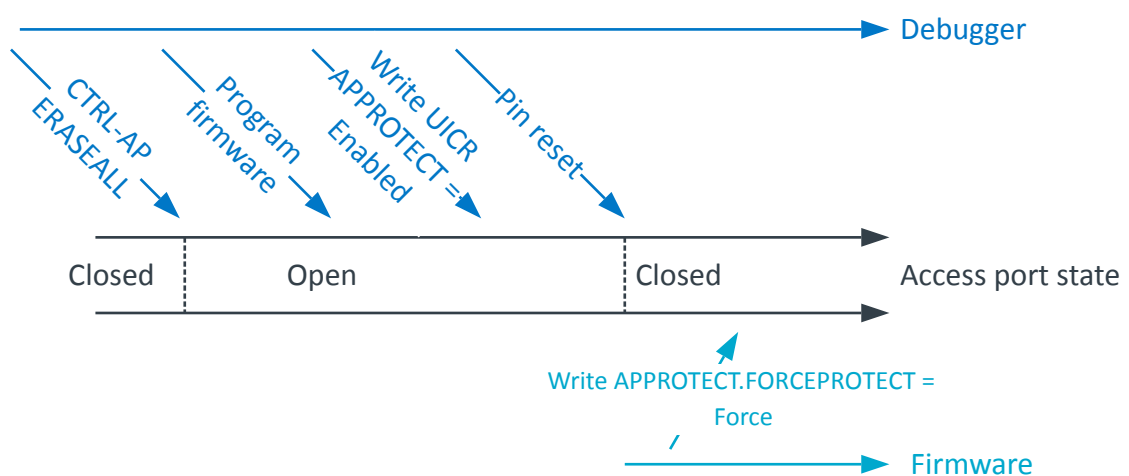 Debugger
CTRL-AP
ERASEALL
Program
firmware
Write UICR
APPROTECT =
Enabled
Pin reset
Closed
Open
Closed
Access port state
Write APPROTECT.FORCEPROTECT =
Force
Firmware